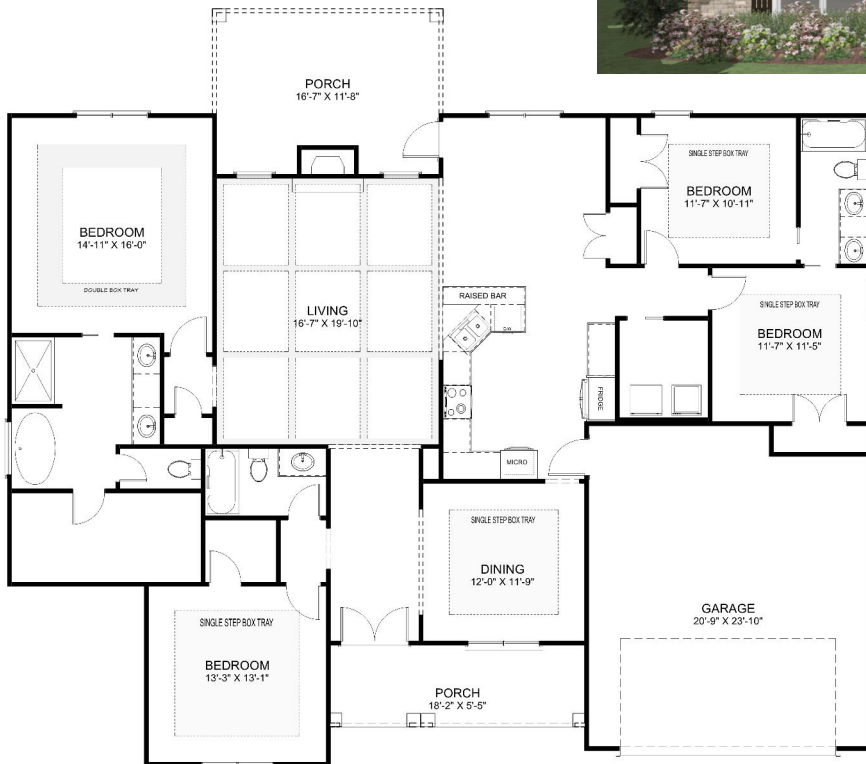 PORCH
16'-7" X 11'-8"
SINGLE STEP BOX TRAY
BEDROOM
11'-7" X 10'-11"
BEDROOM
14'-11" X 16'-0"
DOUBLE BOX TRAY
LIVING
16'-7" X 19'-10"
RAISED BAR
DW
SINGLE STEP BOX TRAY
BEDROOM
11'-7" X 11'-5"
FRIDGE
MICRO
SINGLE STEP BOX TRAY
DINING
12'-0" X 11'-9"
GARAGE
20'-9" X 23'-10"
SINGLE STEP BOX TRAY
BEDROOM
13'-3" X 13'-1"
PORCH
18'-2" X 5'-5"